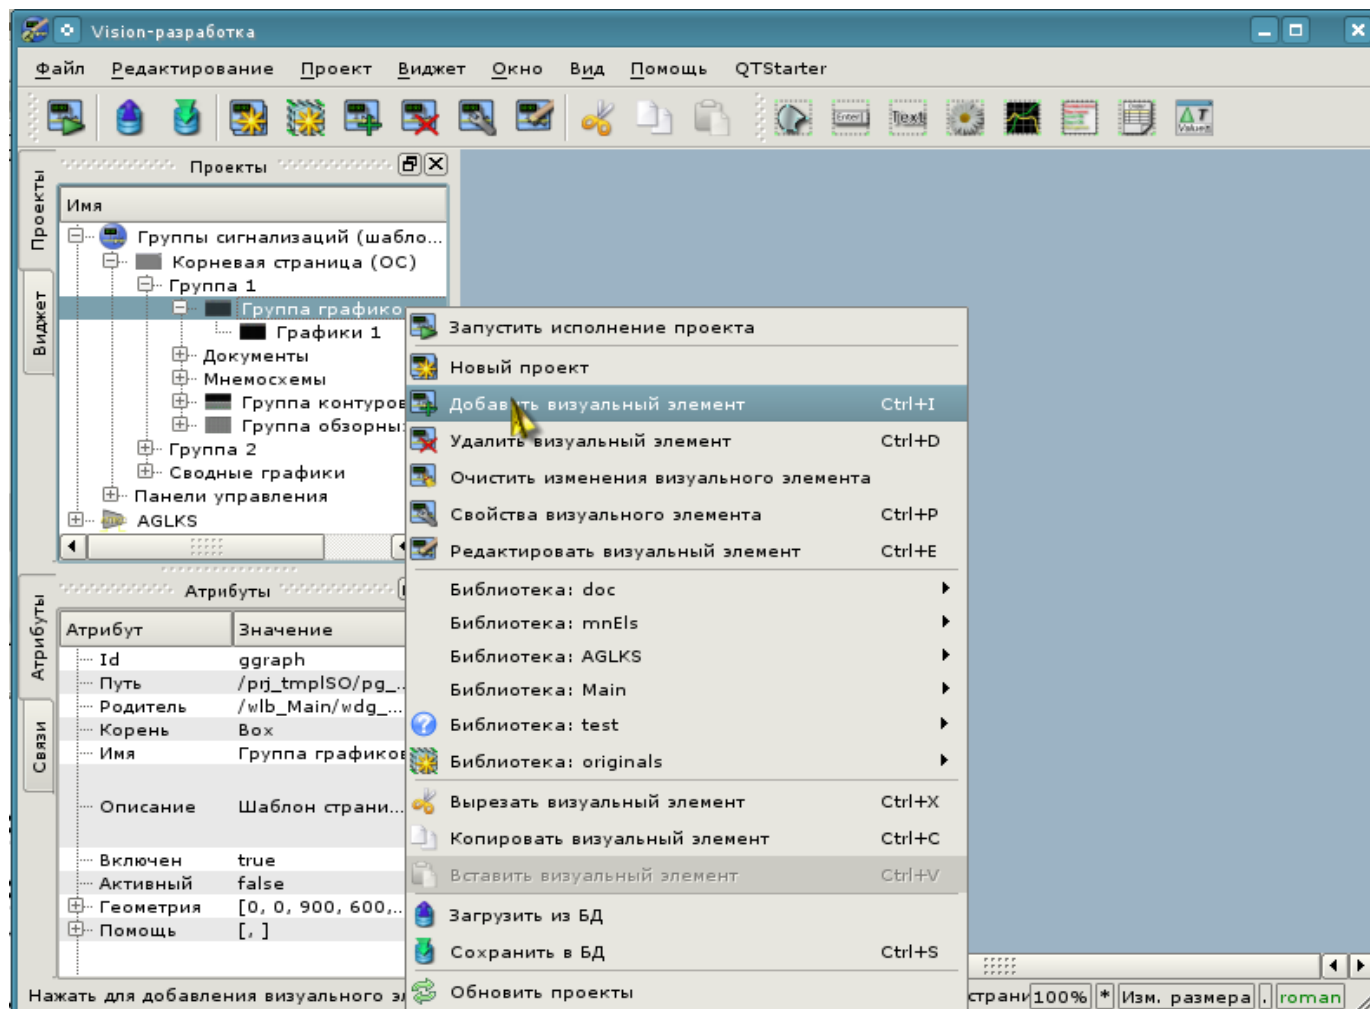 Vision-разработка
Файл Редактирование Проект Виджет Окно Вид Помощь QTStarter
Enter Text Values
Проекты
Виджет
Проекты
Имя
Группы сигнализаций (шабло...
Корневая страница (ОС)
Группа 1
Группа графико
Графики 1
Документы
Мнемосхемы
Группа контуров
Группа обзорны
Группа 2
Сводные графики
Панели управления
AGLKS
Запустить исполнение проекта
Новый проект
Добавить визуальный элемент Ctrl+I
Удалить визуальный элемент Ctrl+D
Очистить изменения визуального элемента
Свойства визуального элемента Ctrl+P
Редактировать визуальный элемент Ctrl+E
Библиотека: doc
Библиотека: mnEls
Библиотека: AGLKS
Библиотека: Main
Библиотека: test
Библиотека: originals
Вырезать визуальный элемент Ctrl+X
Копировать визуальный элемент Ctrl+C
Вставить визуальный элемент Ctrl+V
Загрузить из БД
Сохранить в БД Ctrl+S
Обновить проекты
Атрибуты
Связи
Атрибуты
Атрибут Значение
Id ggraph
Путь /prj_tmplSO/pg_...
Родитель /wlb_Main/wdg_...
Корень Box
Имя Группа графиков
Описание Шаблон страни...
Включен true
Активный false
Геометрия [0, 0, 900, 600,...
Помощь [, ]
Нажать для добавления визуального эл
страни 100% * Изм. размера . roman